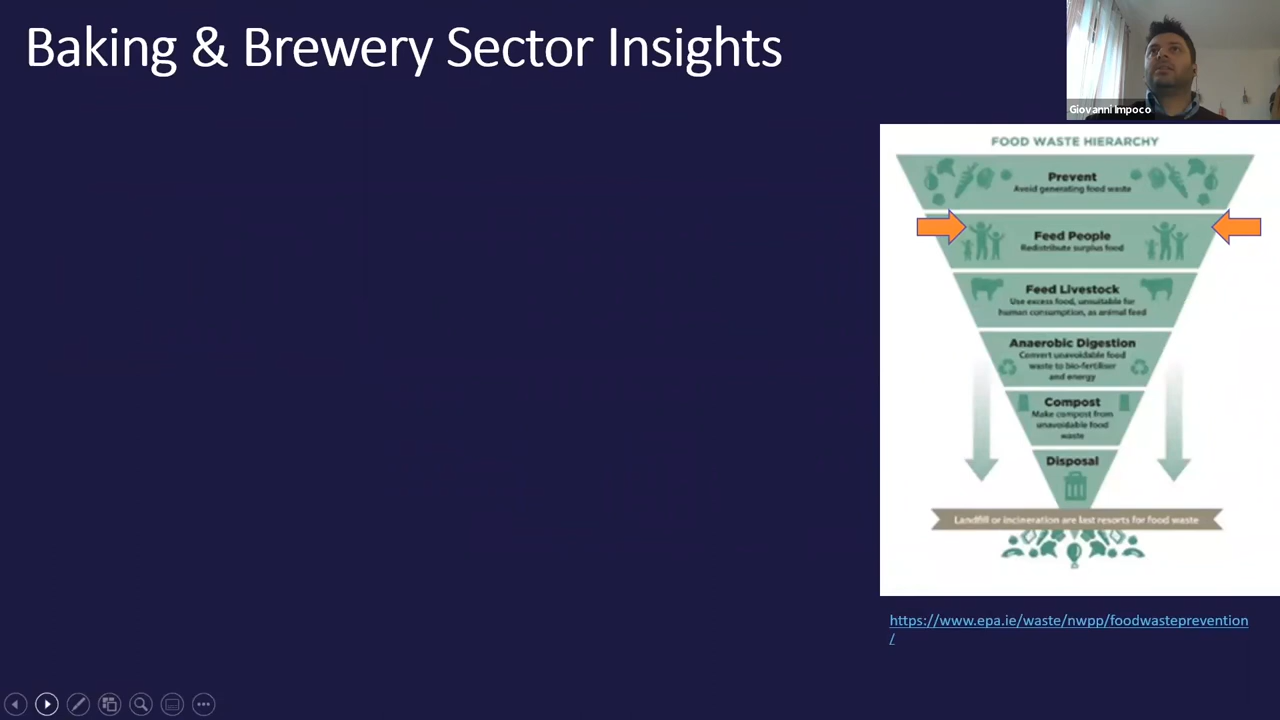 Baking & Brewery Sector Insights
Giovanni Impoco
FOOD WASTE HIERARCHY
Prevent
Avoid generating food waste
Feed People
Redistribute surplus food
Feed Livestock
Use excess food, unsuitable for
human consumption, as animal feed
Anaerobic Digestion
Convert unavoidable food
waste to bio-fertiliser
and energy
Compost
Make compost from
unavoidable food
waste
Disposal
Landfill or incineration are last resorts for food waste
https://www.epa.ie/waste/nwpp/foodwasteprevention
/